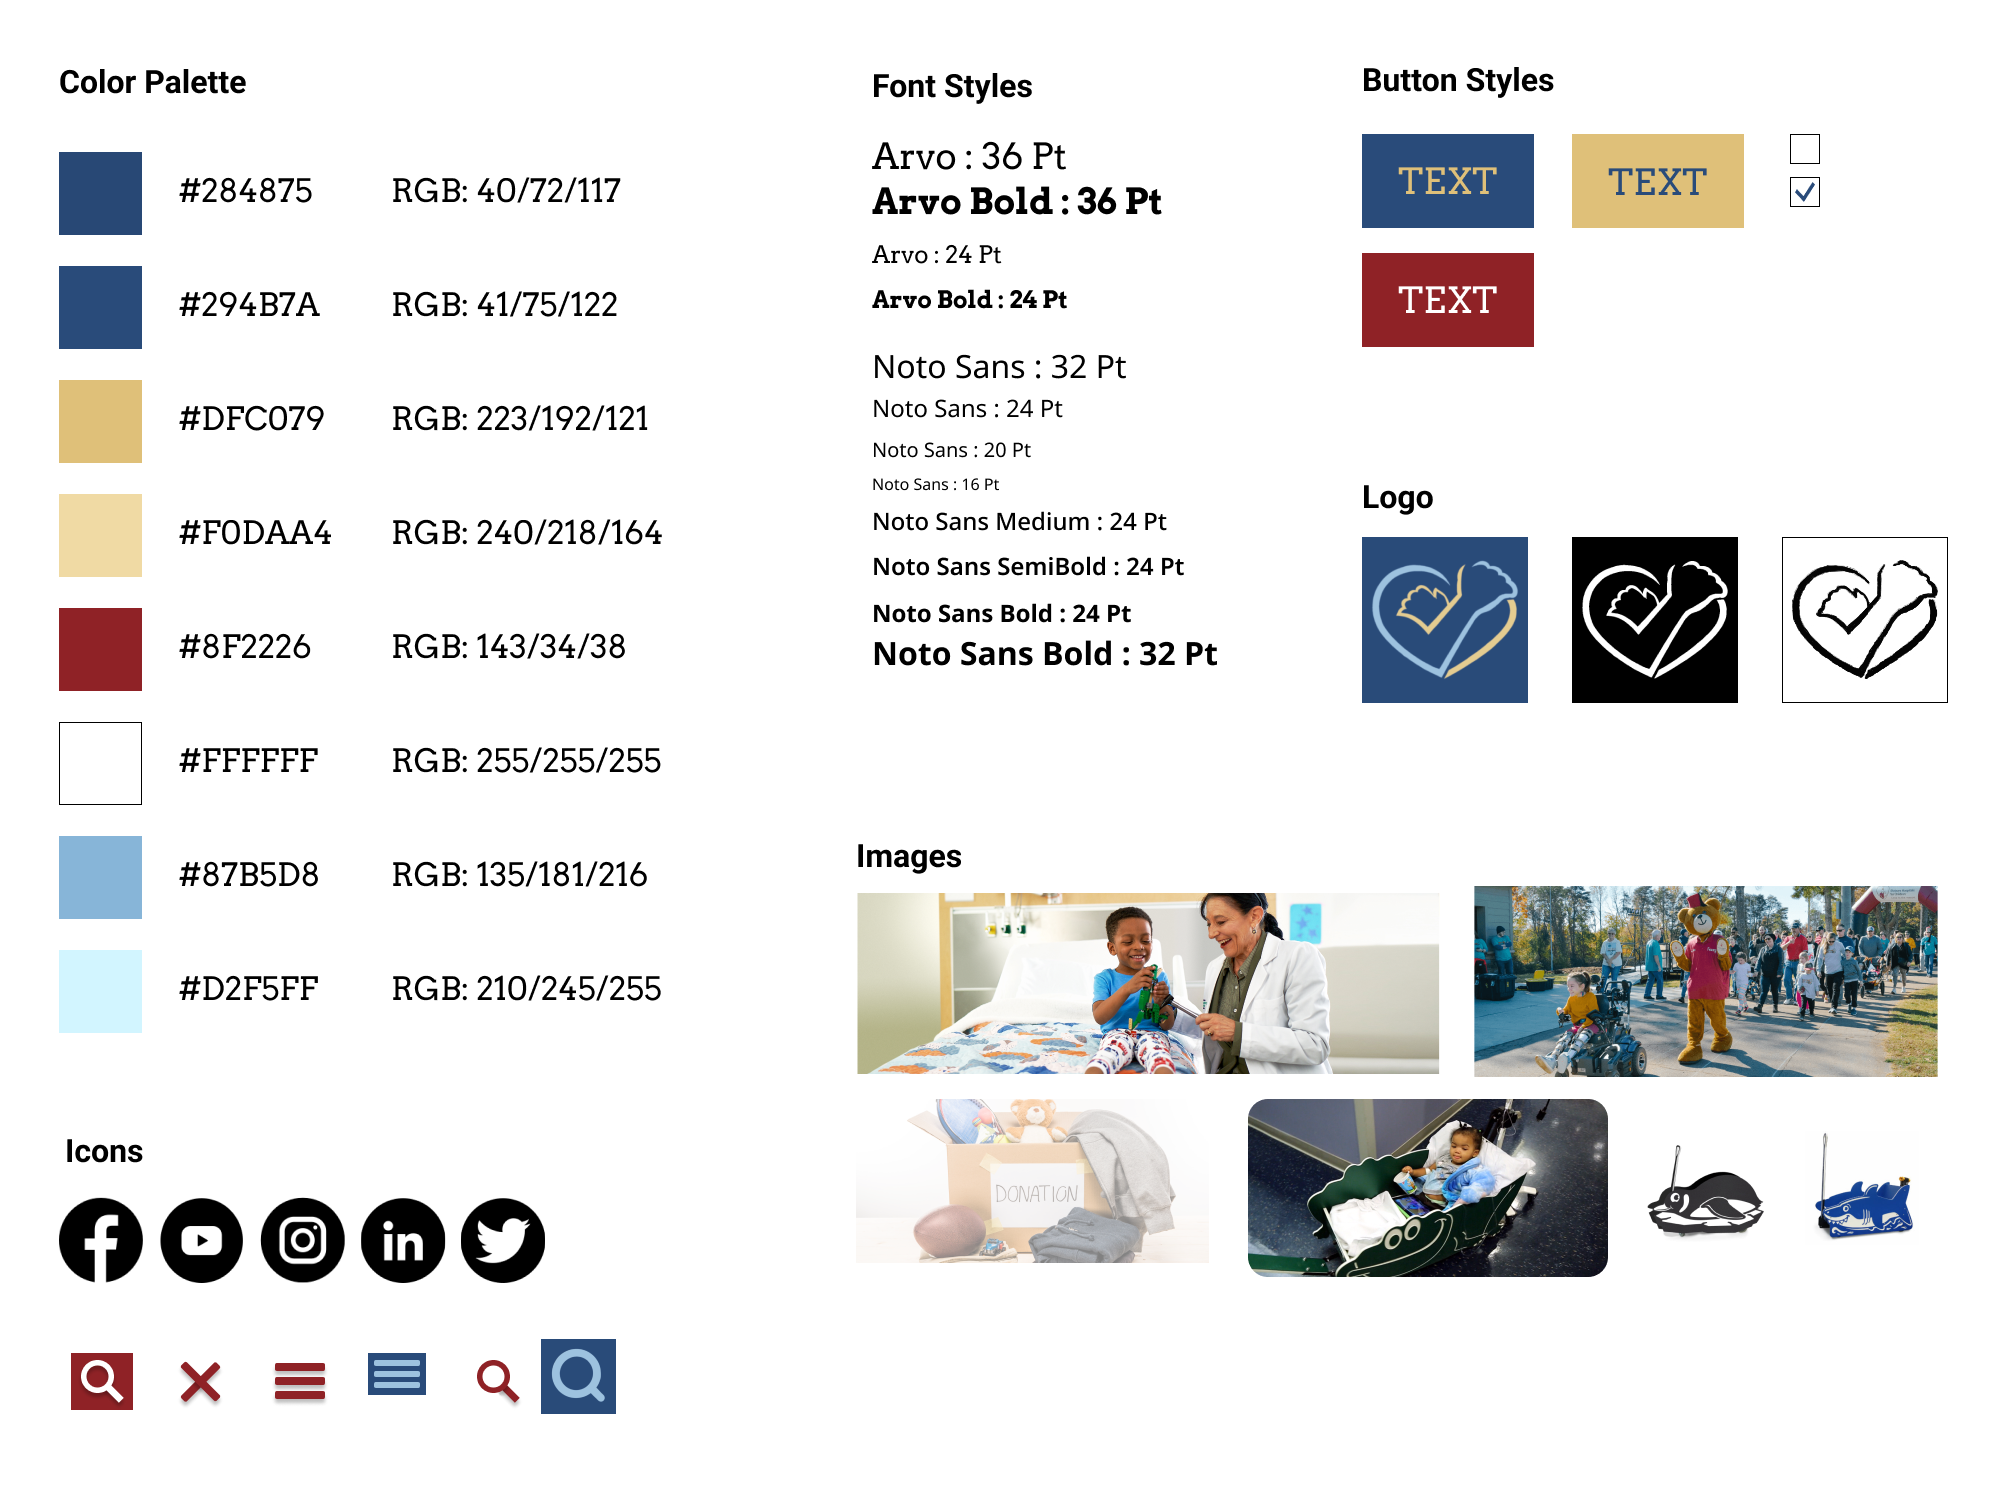 Color Palette
#284875 RGB: 40/72/117
#294B7A RGB: 41/75/122
#DFC079 RGB: 223/192/121
#F0DAA4 RGB: 240/218/164
#8F2226 RGB: 143/34/38
#FFFFFF RGB: 255/255/255
#87B5D8 RGB: 135/181/216
#D2F5FF RGB: 210/245/255
Icons
in
Font Styles
Arvo : 36 Pt
Arvo Bold : 36 Pt
Arvo : 24 Pt
Arvo Bold : 24 Pt
Noto Sans : 32 Pt
Noto Sans : 24 Pt
Noto Sans : 20 Pt
Noto Sans : 16 Pt
Noto Sans Medium : 24 Pt
Noto Sans SemiBold : 24 Pt
Noto Sans Bold : 24 Pt
Noto Sans Bold : 32 Pt
Button Styles
TEXT TEXT
TEXT
Logo
Images
DONATION